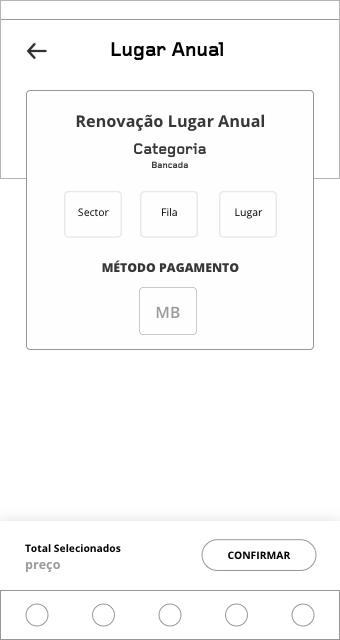 Lugar Anual
Renovação Lugar Anual
Categoria
Bancada
Sector Fila Lugar
MÉTODO PAGAMENTO
MB
Total Selecionados
preço
CONFIRMAR